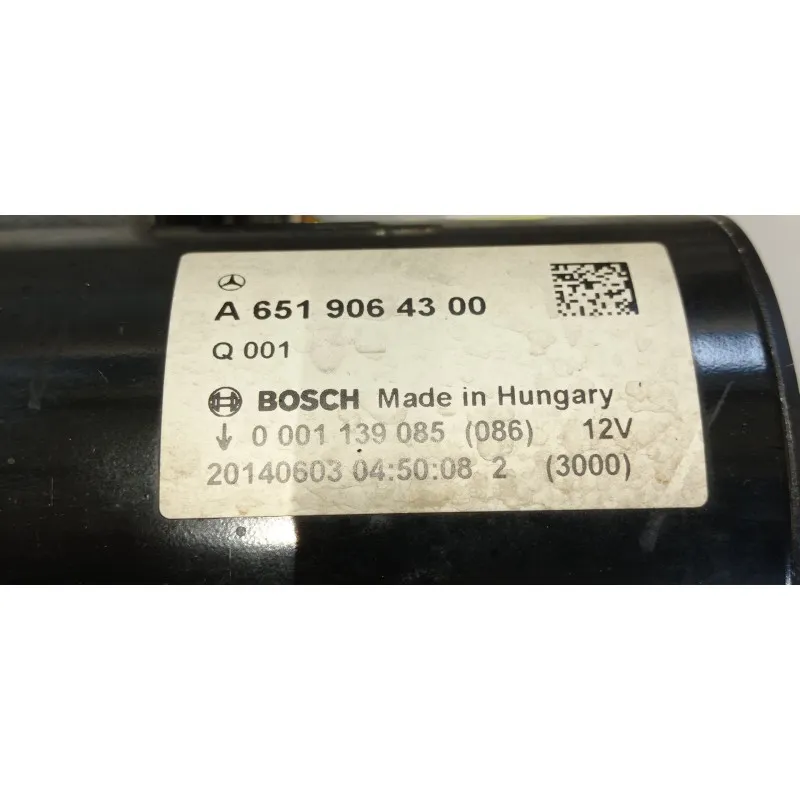 A 651 906 43 00
Q 001
BOSCH Made in Hungary
↓ 0 001 139 085 (086) 12V
20140603 04:50:08 2 (3000)